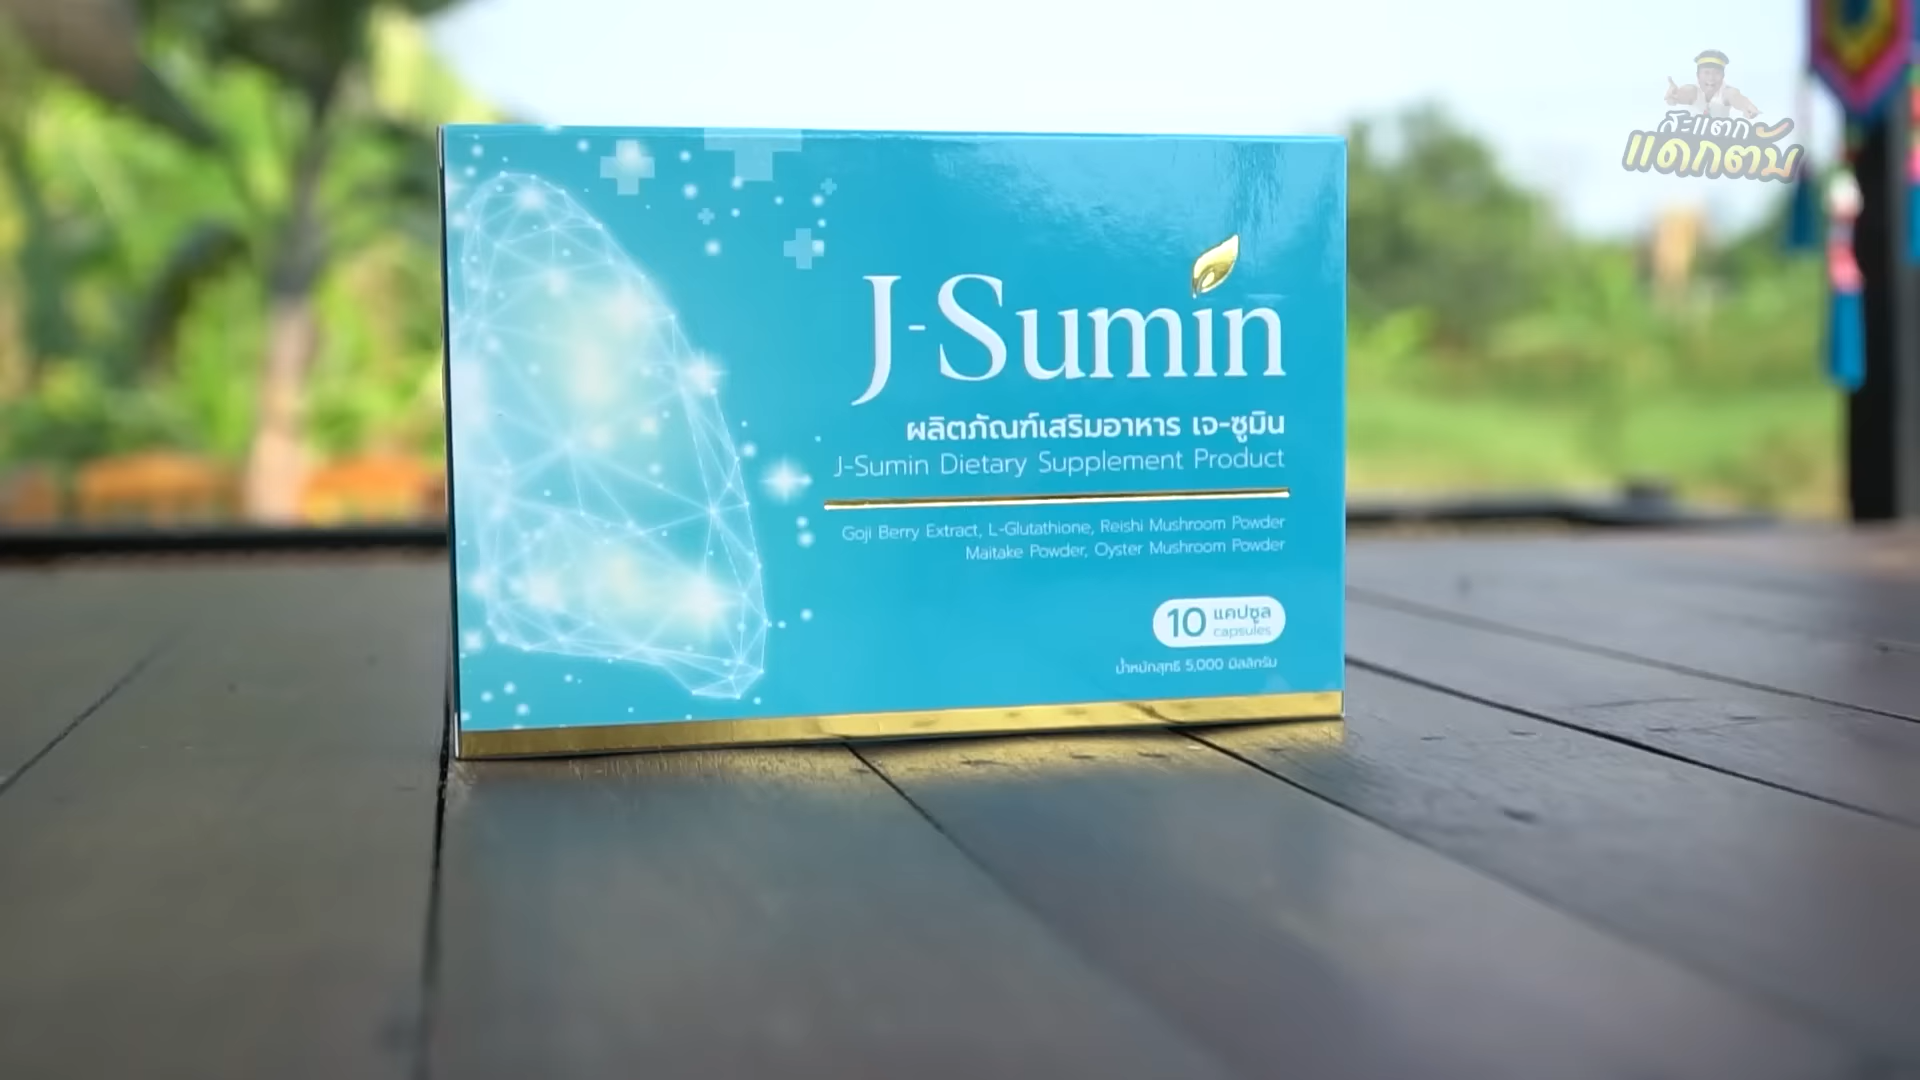 สะแตก
แด๊กตับ
J-Sumin
ผลิตภัณฑ์เสริมอาหาร เจ-ซูมิน
J-Sumin Dietary Supplement Product
Goji Berry Extract, L-Glutathione, Reishi Mushroom Powder
Maitake Powder, Oyster Mushroom Powder
10 แคปซูล
capsules
น้ำหนักสุทธิ 5,000 มิลลิกรัม